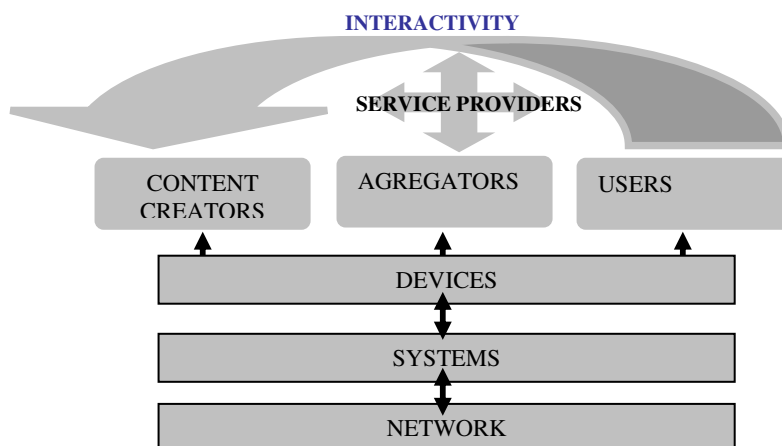 INTERACTIVITY
SERVICE PROVIDERS
CONTENT
CREATORS
AGREGATORS
USERS
DEVICES
SYSTEMS
NETWORK